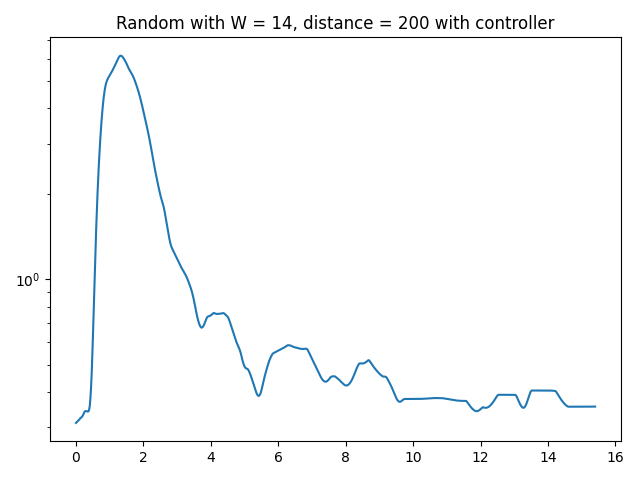 Random with W = 14, distance = 200 with controller
10⁰
0 2 4 6 8 10 12 14 16